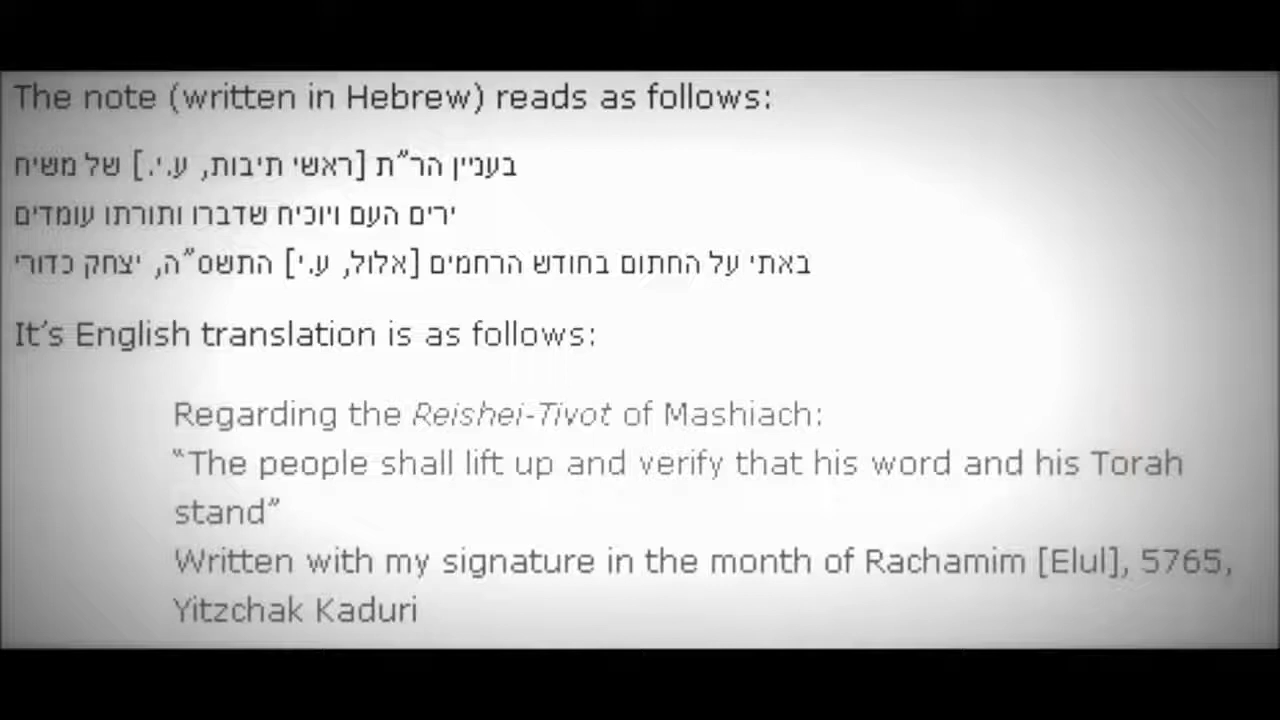 The note (written in Hebrew) reads as follows:
בעניין הר״ת [ראשי תיבות, ע.י.] של משיח
ירים העם ויוכיח שדברו ותורתו עומדים
באתי על החתום בחודש הרחמים [אלול, ע.י] התשס״ה, יצחק כדורי
It’s English translation is as follows:
Regarding the Reishei-Tivot of Mashiach:
“The people shall lift up and verify that his word and his Torah
stand”
Written with my signature in the month of Rachamim [Elul], 5765,
Yitzchak Kaduri